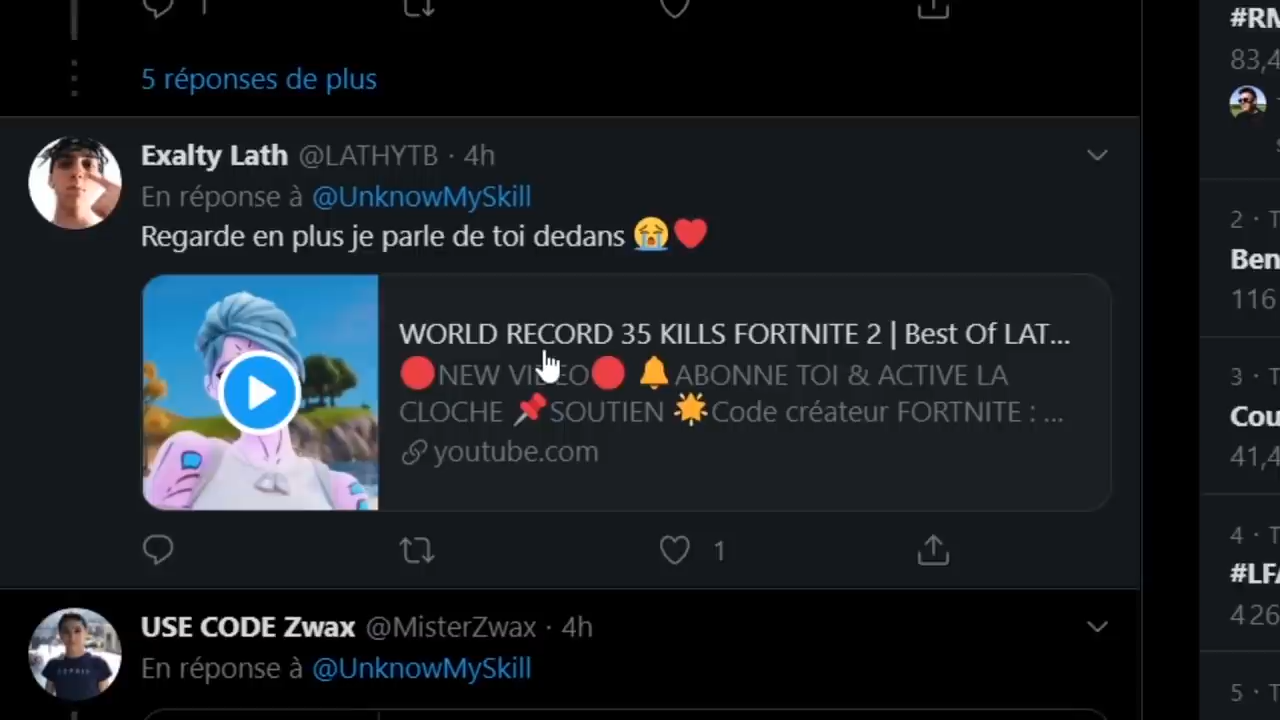 5 réponses de plus
Exalty Lath @LATHYTB · 4h
En réponse à @UnknowMySkill
Regarde en plus je parle de toi dedans 😭❤️
WORLD RECORD 35 KILLS FORTNITE 2 | Best Of LAT...
🔴NEW VIDEO🔴 🔔ABONNE TOI & ACTIVE LA
CLOCHE 📌SOUTIEN 🌟Code créateur FORTNITE : ...
youtube.com
1
USE CODE Zwax @MisterZwax · 4h
En réponse à @UnknowMySkill
83,4
2 · T
Ben
116
3 · T
Cou
41,4
4 · T
#LF
426
5 · T